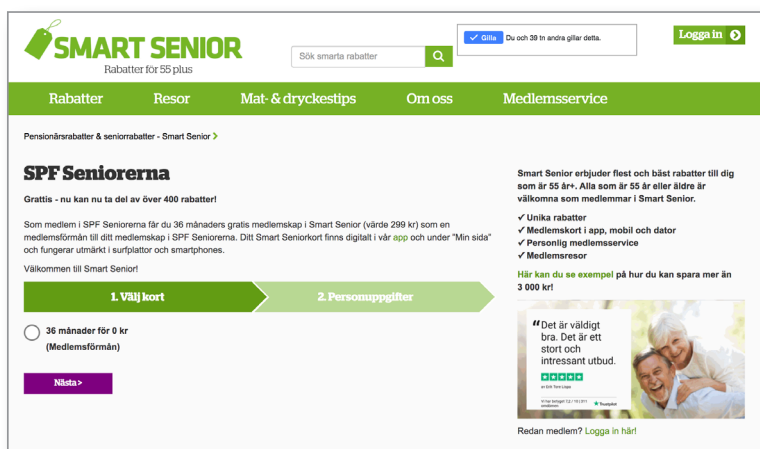 SMART SENIOR
Rabatter för 55 plus
Sök smarta rabatter
Gilla Du och 39 tn andra gillar detta.
Logga in
Rabatter Resor Mat- & dryckestips Om oss Medlemsservice
Pensionärsrabatter & seniorrabatter - Smart Senior >
SPF Seniorerna
Grattis - nu kan nu ta del av över 400 rabatter!
Som medlem i SPF Seniorerna får du 36 månaders gratis medlemskap i Smart Senior (värde 299 kr) som en
medlemsförmån till ditt medlemskap i SPF Seniorerna. Ditt Smart Seniorkort finns digitalt i vår app och under "Min sida"
och fungerar utmärkt i surfplattor och smartphones.
Välkommen till Smart Senior!
1. Välj kort 2. Personuppgifter
36 månader för 0 kr
(Medlemsförmån)
Nästa >
Smart Senior erbjuder flest och bäst rabatter till dig
som är 55 år+. Alla som är 55 år eller äldre är
välkomna som medlemmar i Smart Senior.
✓ Unika rabatter
✓ Medlemskort i app, mobil och dator
✓ Personlig medlemsservice
✓ Medlemsresor
Här kan du se exempel på hur du kan spara mer än
3 000 kr!
"Det är väldigt
bra. Det är ett
stort och
intressant utbud.
Trustpilot
Redan medlem? Logga in här!